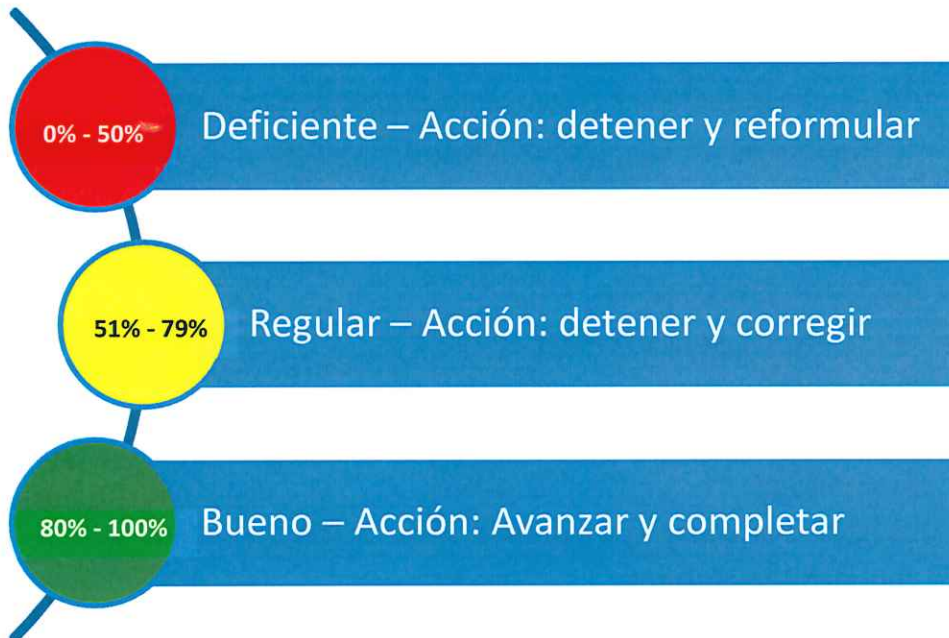 0% - 50%
Deficiente – Acción: detener y reformular
51% - 79%
Regular – Acción: detener y corregir
80% - 100%
Bueno – Acción: Avanzar y completar